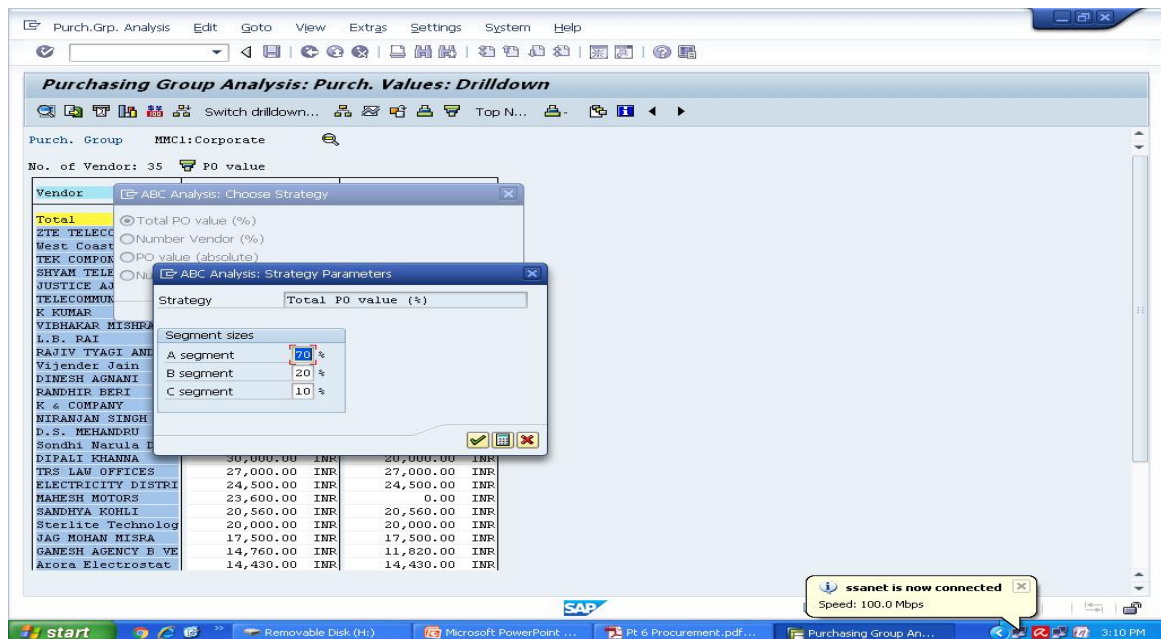 Purch.Grp. Analysis Edit Goto View Extras Settings System Help
Purchasing Group Analysis: Purch. Values: Drilldown
Switch drilldown... Top N...
Purch. Group MMC1:Corporate
No. of Vendor: 35 PO value
Vendor
ABC Analysis: Choose Strategy
Total
Total PO value (%)
ZTE TELECC
Number Vendor (%)
West Coast
PO value (absolute)
TEK COMPON
Nu
SHYAM TELE
ABC Analysis: Strategy Parameters
JUSTICE AJ
TELECOMMUN
Strategy Total PO value (%)
K KUMAR
VIBHAKAR MISHRA
Segment sizes
L.B. RAI
RAJIV TYAGI AND
A segment 70 %
Vijender Jain
B segment 20 %
DINESH AGNANI
RANDHIR BERI
C segment 10 %
K & COMPANY
NIRANJAN SINGH
D.S. MEHANDRU
Sondhi Narula
DIPALI KHANNA 30,000.00 INR 20,000.00 INR
TRS LAW OFFICES 27,000.00 INR 27,000.00 INR
ELECTRICITY DISTRI 24,500.00 INR 24,500.00 INR
MAHESH MOTORS 23,600.00 INR 0.00 INR
SANDHYA KOHLI 20,560.00 INR 20,560.00 INR
Sterlite Technolog 20,000.00 INR 20,000.00 INR
JAG MOHAN MISRA 17,500.00 INR 17,500.00 INR
GANESH AGENCY B VE 14,760.00 INR 11,820.00 INR
Arora Electrostat 14,430.00 INR 14,430.00 INR
ssanet is now connected
Speed: 100.0 Mbps
SAP
start Removable Disk (H:) Microsoft PowerPoint ... Pt 6 Procurement.pdf... Purchasing Group An... 3:10 PM